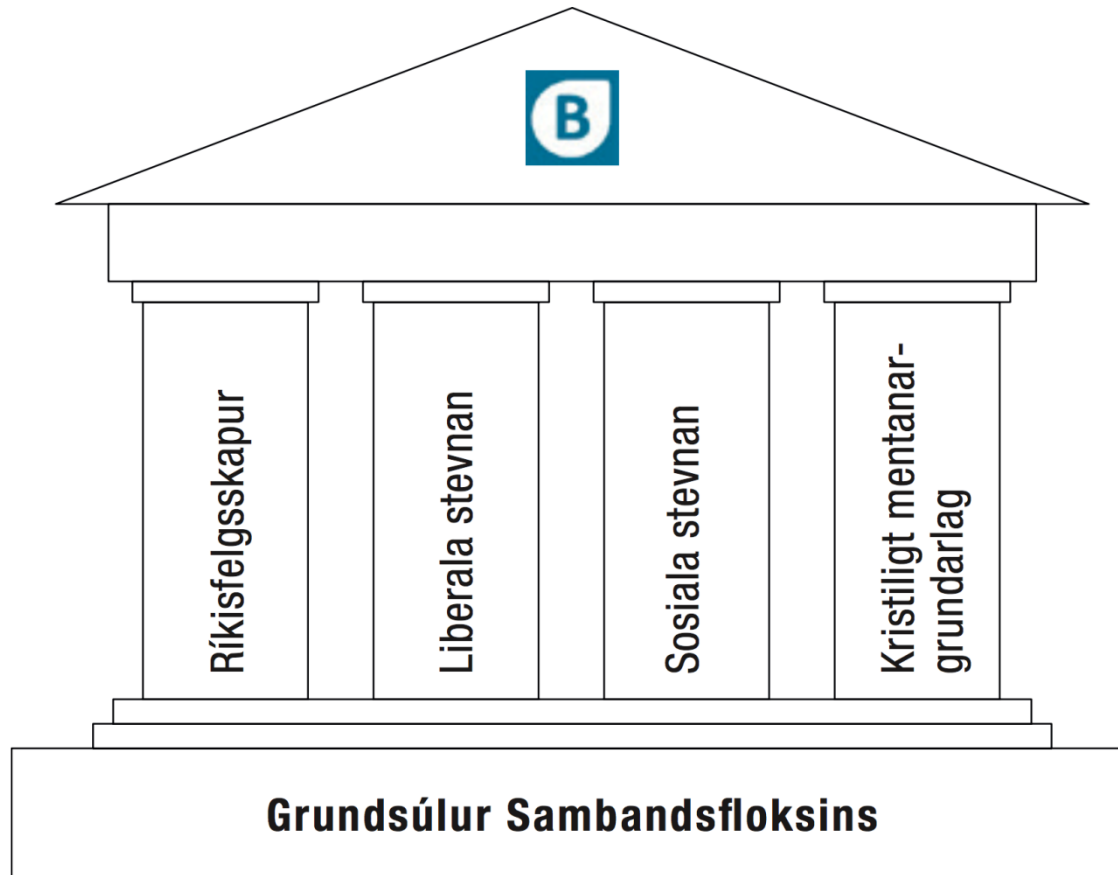 B
Ríkisfelgsskapur
Liberala stevnan
Sosiala stevnan
Kristiligt mentanar-
grundarlag
Grundsúlur Sambandsfloksins